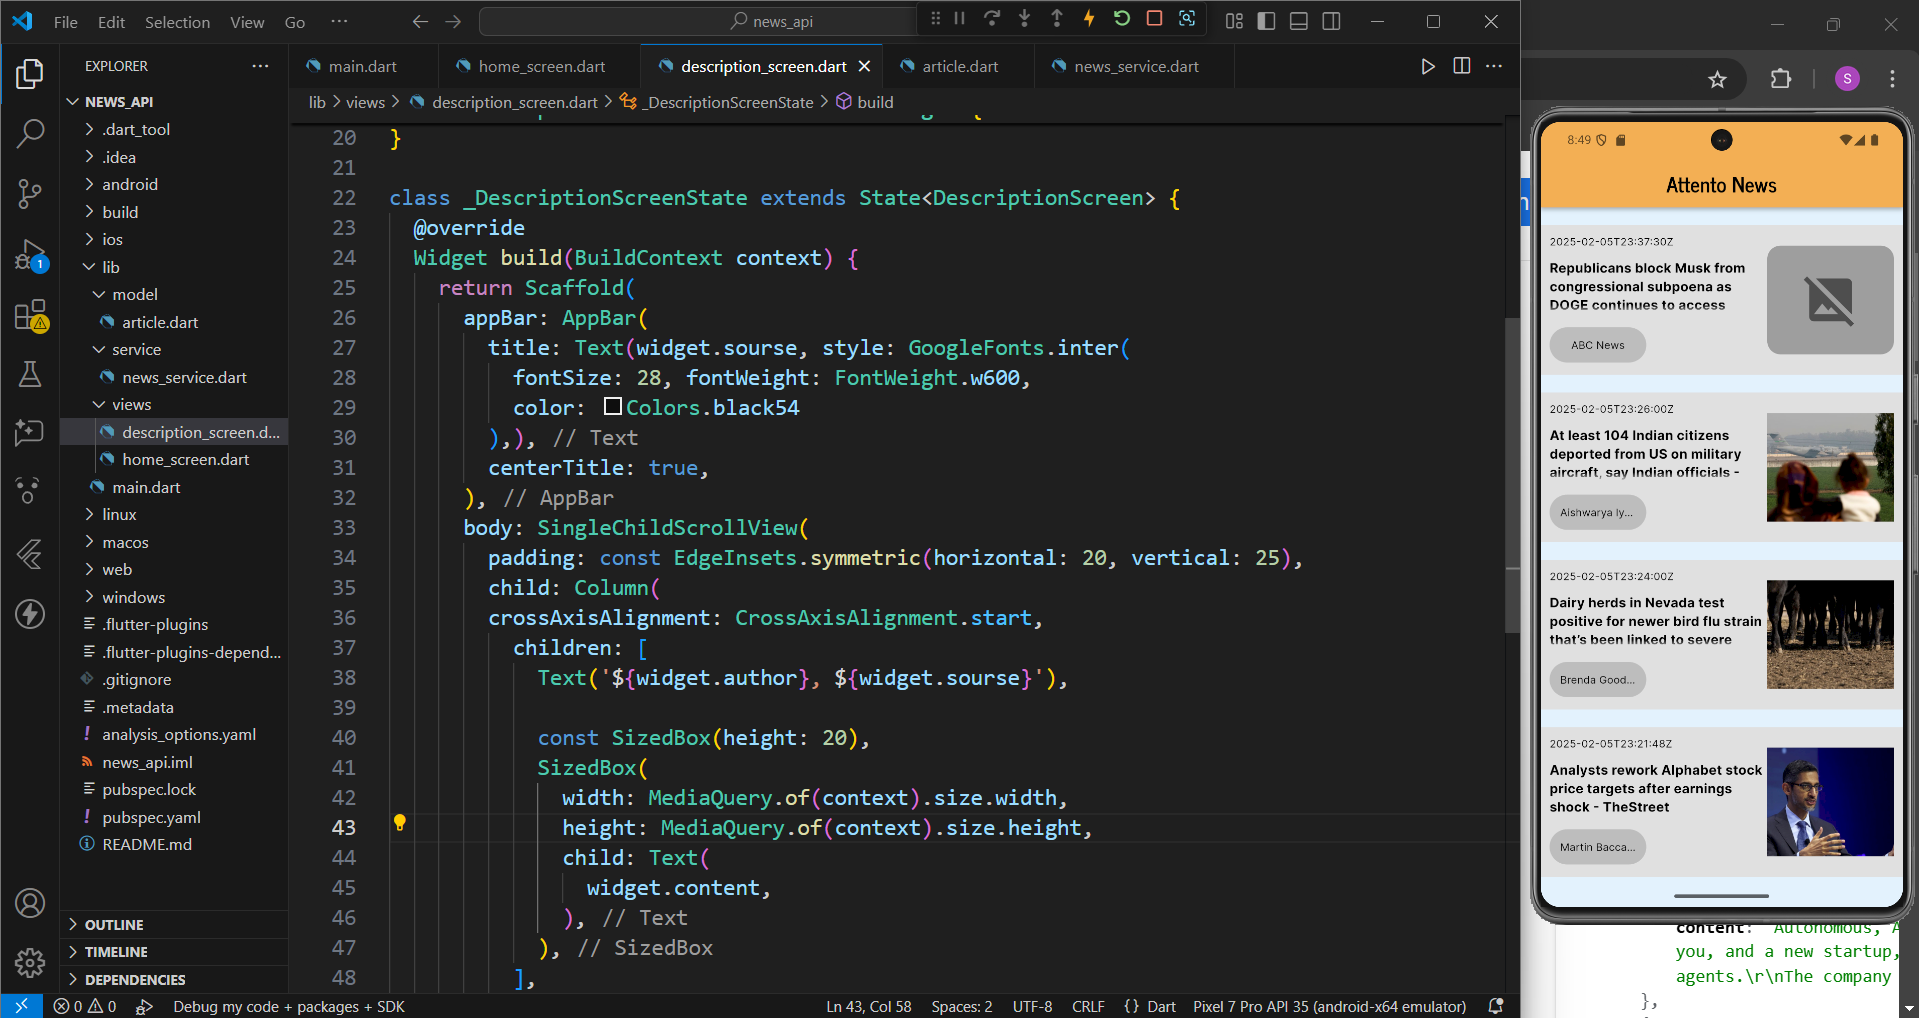 File Edit Selection View Go ··· news_api
EXPLORER ···
NEWS_API
.dart_tool
.idea
android
build
ios
lib
model
article.dart
service
news_service.dart
views
description_screen.d...
home_screen.dart
main.dart
linux
macos
web
windows
.flutter-plugins
.flutter-plugins-depend...
.gitignore
.metadata
analysis_options.yaml
news_api.iml
pubspec.lock
pubspec.yaml
README.md
OUTLINE
TIMELINE
DEPENDENCIES
1
main.dart home_screen.dart description_screen.dart article.dart news_service.dart
lib > views > description_screen.dart > _DescriptionScreenState > build
20 }
21
22 class _DescriptionScreenState extends State<DescriptionScreen> {
23 @override
24 Widget build(BuildContext context) {
25 return Scaffold(
26 appBar: AppBar(
27 title: Text(widget.sourse, style: GoogleFonts.inter(
28 fontSize: 28, fontWeight: FontWeight.w600,
29 color: Colors.black54
30 ),), // Text
31 centerTitle: true,
32 ), // AppBar
33 body: SingleChildScrollView(
34 padding: const EdgeInsets.symmetric(horizontal: 20, vertical: 25),
35 child: Column(
36 crossAxisAlignment: CrossAxisAlignment.start,
37 children: [
38 Text('${widget.author}, ${widget.sourse}'),
39
40 const SizedBox(height: 20),
41 SizedBox(
42 width: MediaQuery.of(context).size.width,
43 height: MediaQuery.of(context).size.height,
44 child: Text(
45 widget.content,
46 ), // Text
47 ), // SizedBox
48 ],
0 0 Debug my code + packages + SDK Ln 43, Col 58 Spaces: 2 UTF-8 CRLF {} Dart Pixel 7 Pro API 35 (android-x64 emulator)
S
8:49
Attento News
2025-02-05T23:37:30Z
Republicans block Musk from
congressional subpoena as
DOGE continues to access
ABC News
2025-02-05T23:26:00Z
At least 104 Indian citizens
deported from US on military
aircraft, say Indian officials -
Aishwarya Iy...
2025-02-05T23:24:00Z
Dairy herds in Nevada test
positive for newer bird flu strain
that's been linked to severe
Brenda Good...
2025-02-05T23:21:48Z
Analysts rework Alphabet stock
price targets after earnings
shock - TheStreet
Martin Bacca...
content: Autonomous, A
you, and a new startup,
agents.\r\nThe company
},